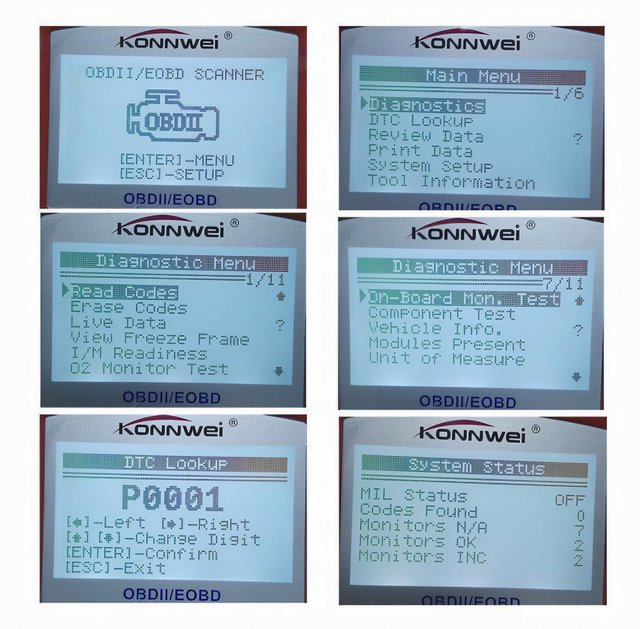 KONNWEI®
OBDII/EOBD SCANNER
OBDII
[ENTER]-MENU
[ESC]-SETUP
OBDII/EOBD
KONNWEI®
Main Menu
1/6
Diagnostics
DTC Lookup
Review Data ?
Print Data
System Setup
Tool Information
OBDII/EOBD
KONNWEI®
Diagnostic Menu
1/11
Read Codes
Erase Codes
Live Data ?
View Freeze Frame
I/M Readiness
O2 Monitor Test
OBDII/EOBD
KONNWEI®
Diagnostic Menu
7/11
On-Board Mon. Test
Component Test
Vehicle Info. ?
Modules Present
Unit of Measure
OBDII/EOBD
KONNWEI®
DTC Lookup
P0001
[←]-Left [→]-Right
[↑] [↓]-Change Digit
[ENTER]-Confirm
[ESC]-Exit
OBDII/EOBD
KONNWEI®
System Status
MIL Status OFF
Codes Found 0
Monitors N/A 7
Monitors OK 2
Monitors INC 2
OBDII/EOBD